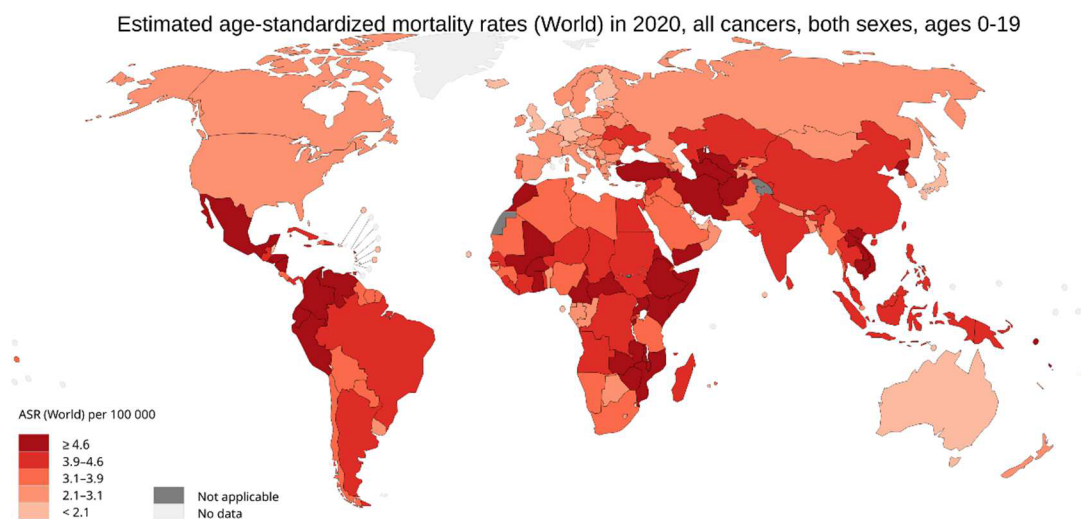 Estimated age-standardized mortality rates (World) in 2020, all cancers, both sexes, ages 0-19
ASR (World) per 100 000
≥ 4.6
3.9–4.6
3.1–3.9
2.1–3.1
< 2.1
Not applicable
No data